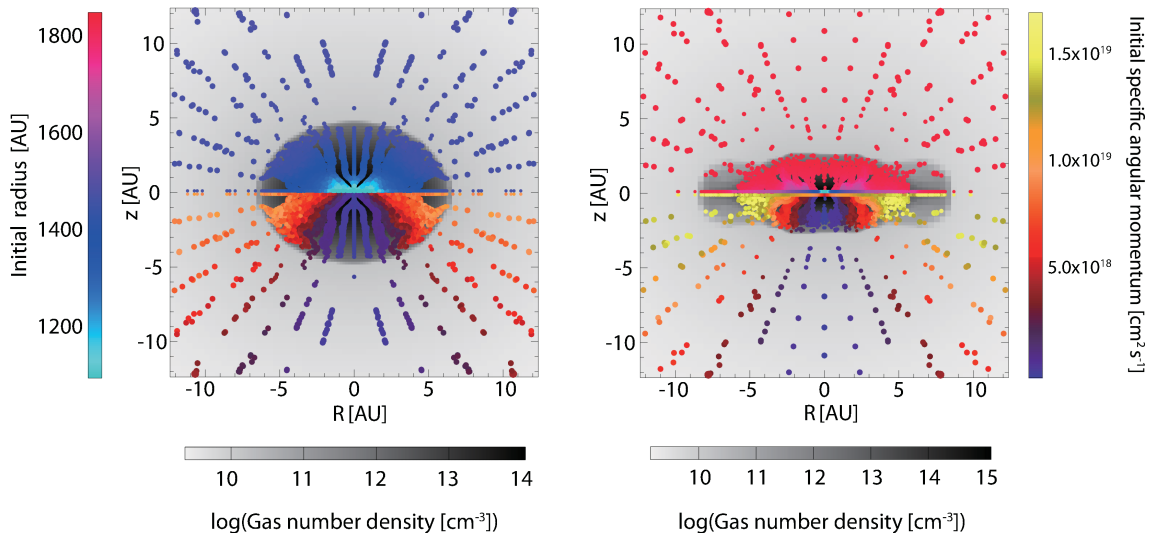 Initial radius [AU]
1800
1600
1400
1200
z [AU]
10
5
0
-5
-10
-10 -5 0 5 10
R [AU]
10 11 12 13 14
log(Gas number density [cm⁻³])
z [AU]
10
5
0
-5
-10
-10 -5 0 5 10
R [AU]
10 11 12 13 14 15
log(Gas number density [cm⁻³])
1.5x10¹⁹
1.0x10¹⁹
5.0x10¹⁸
Initial specific angular momentum [cm² s⁻¹]